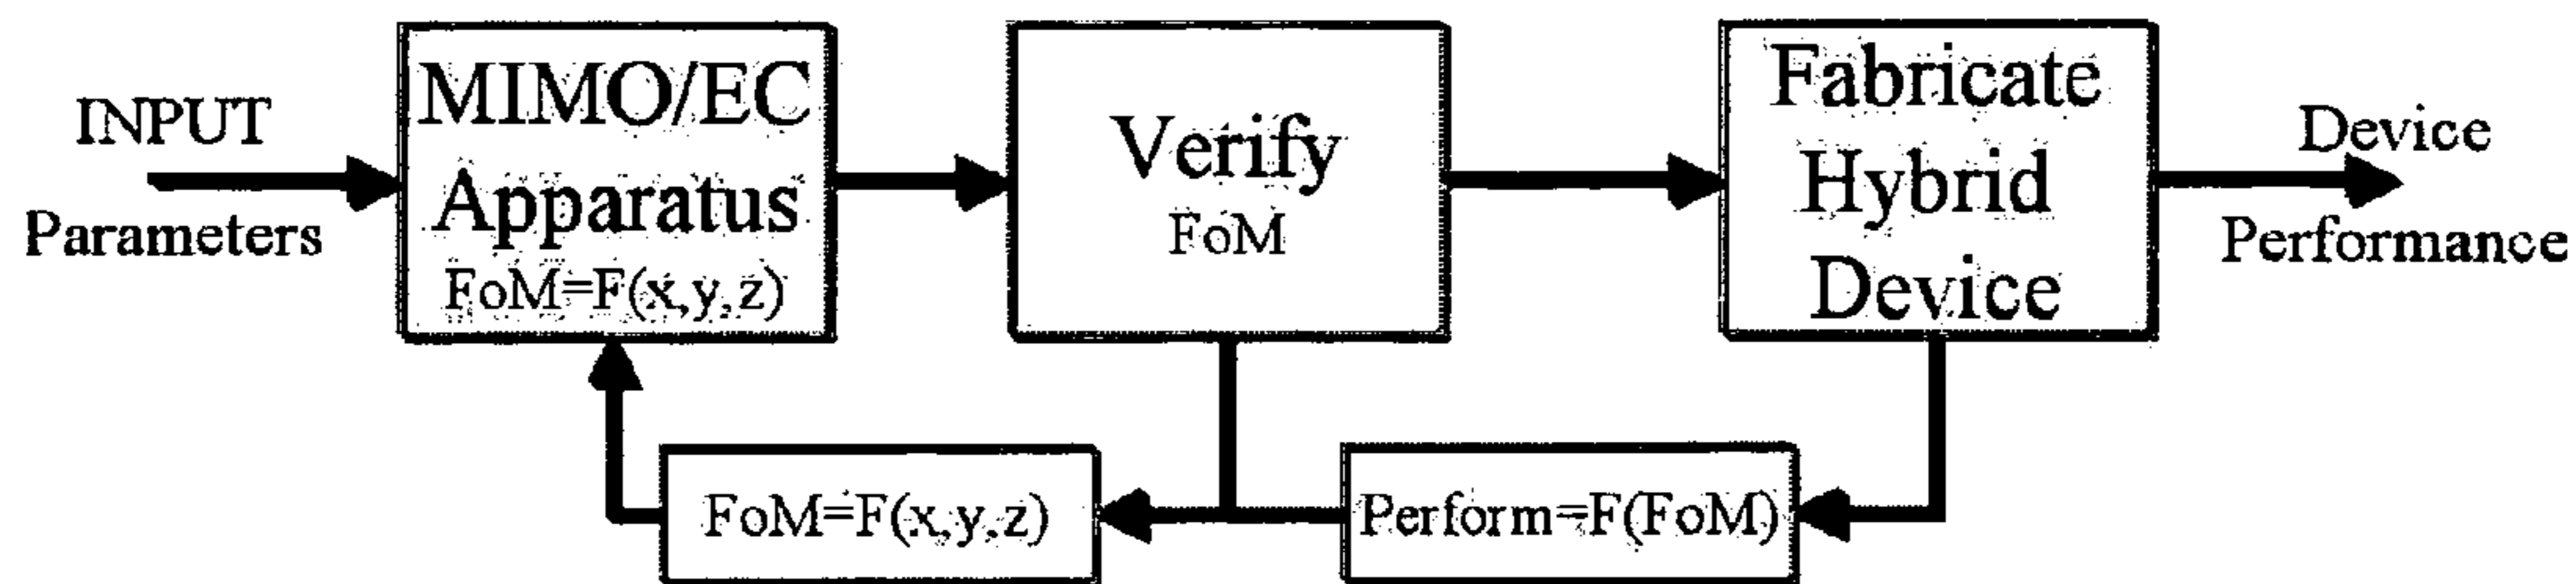 INPUT
Parameters
MIMO/EC
Apparatus
FoM=F(x,y,z)
Verify
FoM
Fabricate
Hybrid
Device
Device
Performance
FoM=F(x,y,z)
Perform=F(FoM)